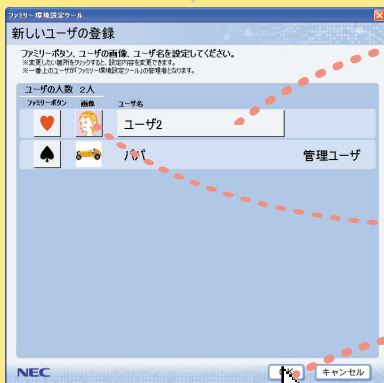 ファミリー環境設定ツール
新しいユーザの登録
ファミリーボタン、ユーザの画像、ユーザ名を設定してください。
※変更したい箇所をクリックすると、設定内容を変更できます。
※一番上のユーザが「ファミリー環境設定ツール」の管理者となります。
ユーザの人数 2人
ファミリーボタン 画像 ユーザ名
ユーザ2
パパ 管理ユーザ
NEC
OK キャンセル